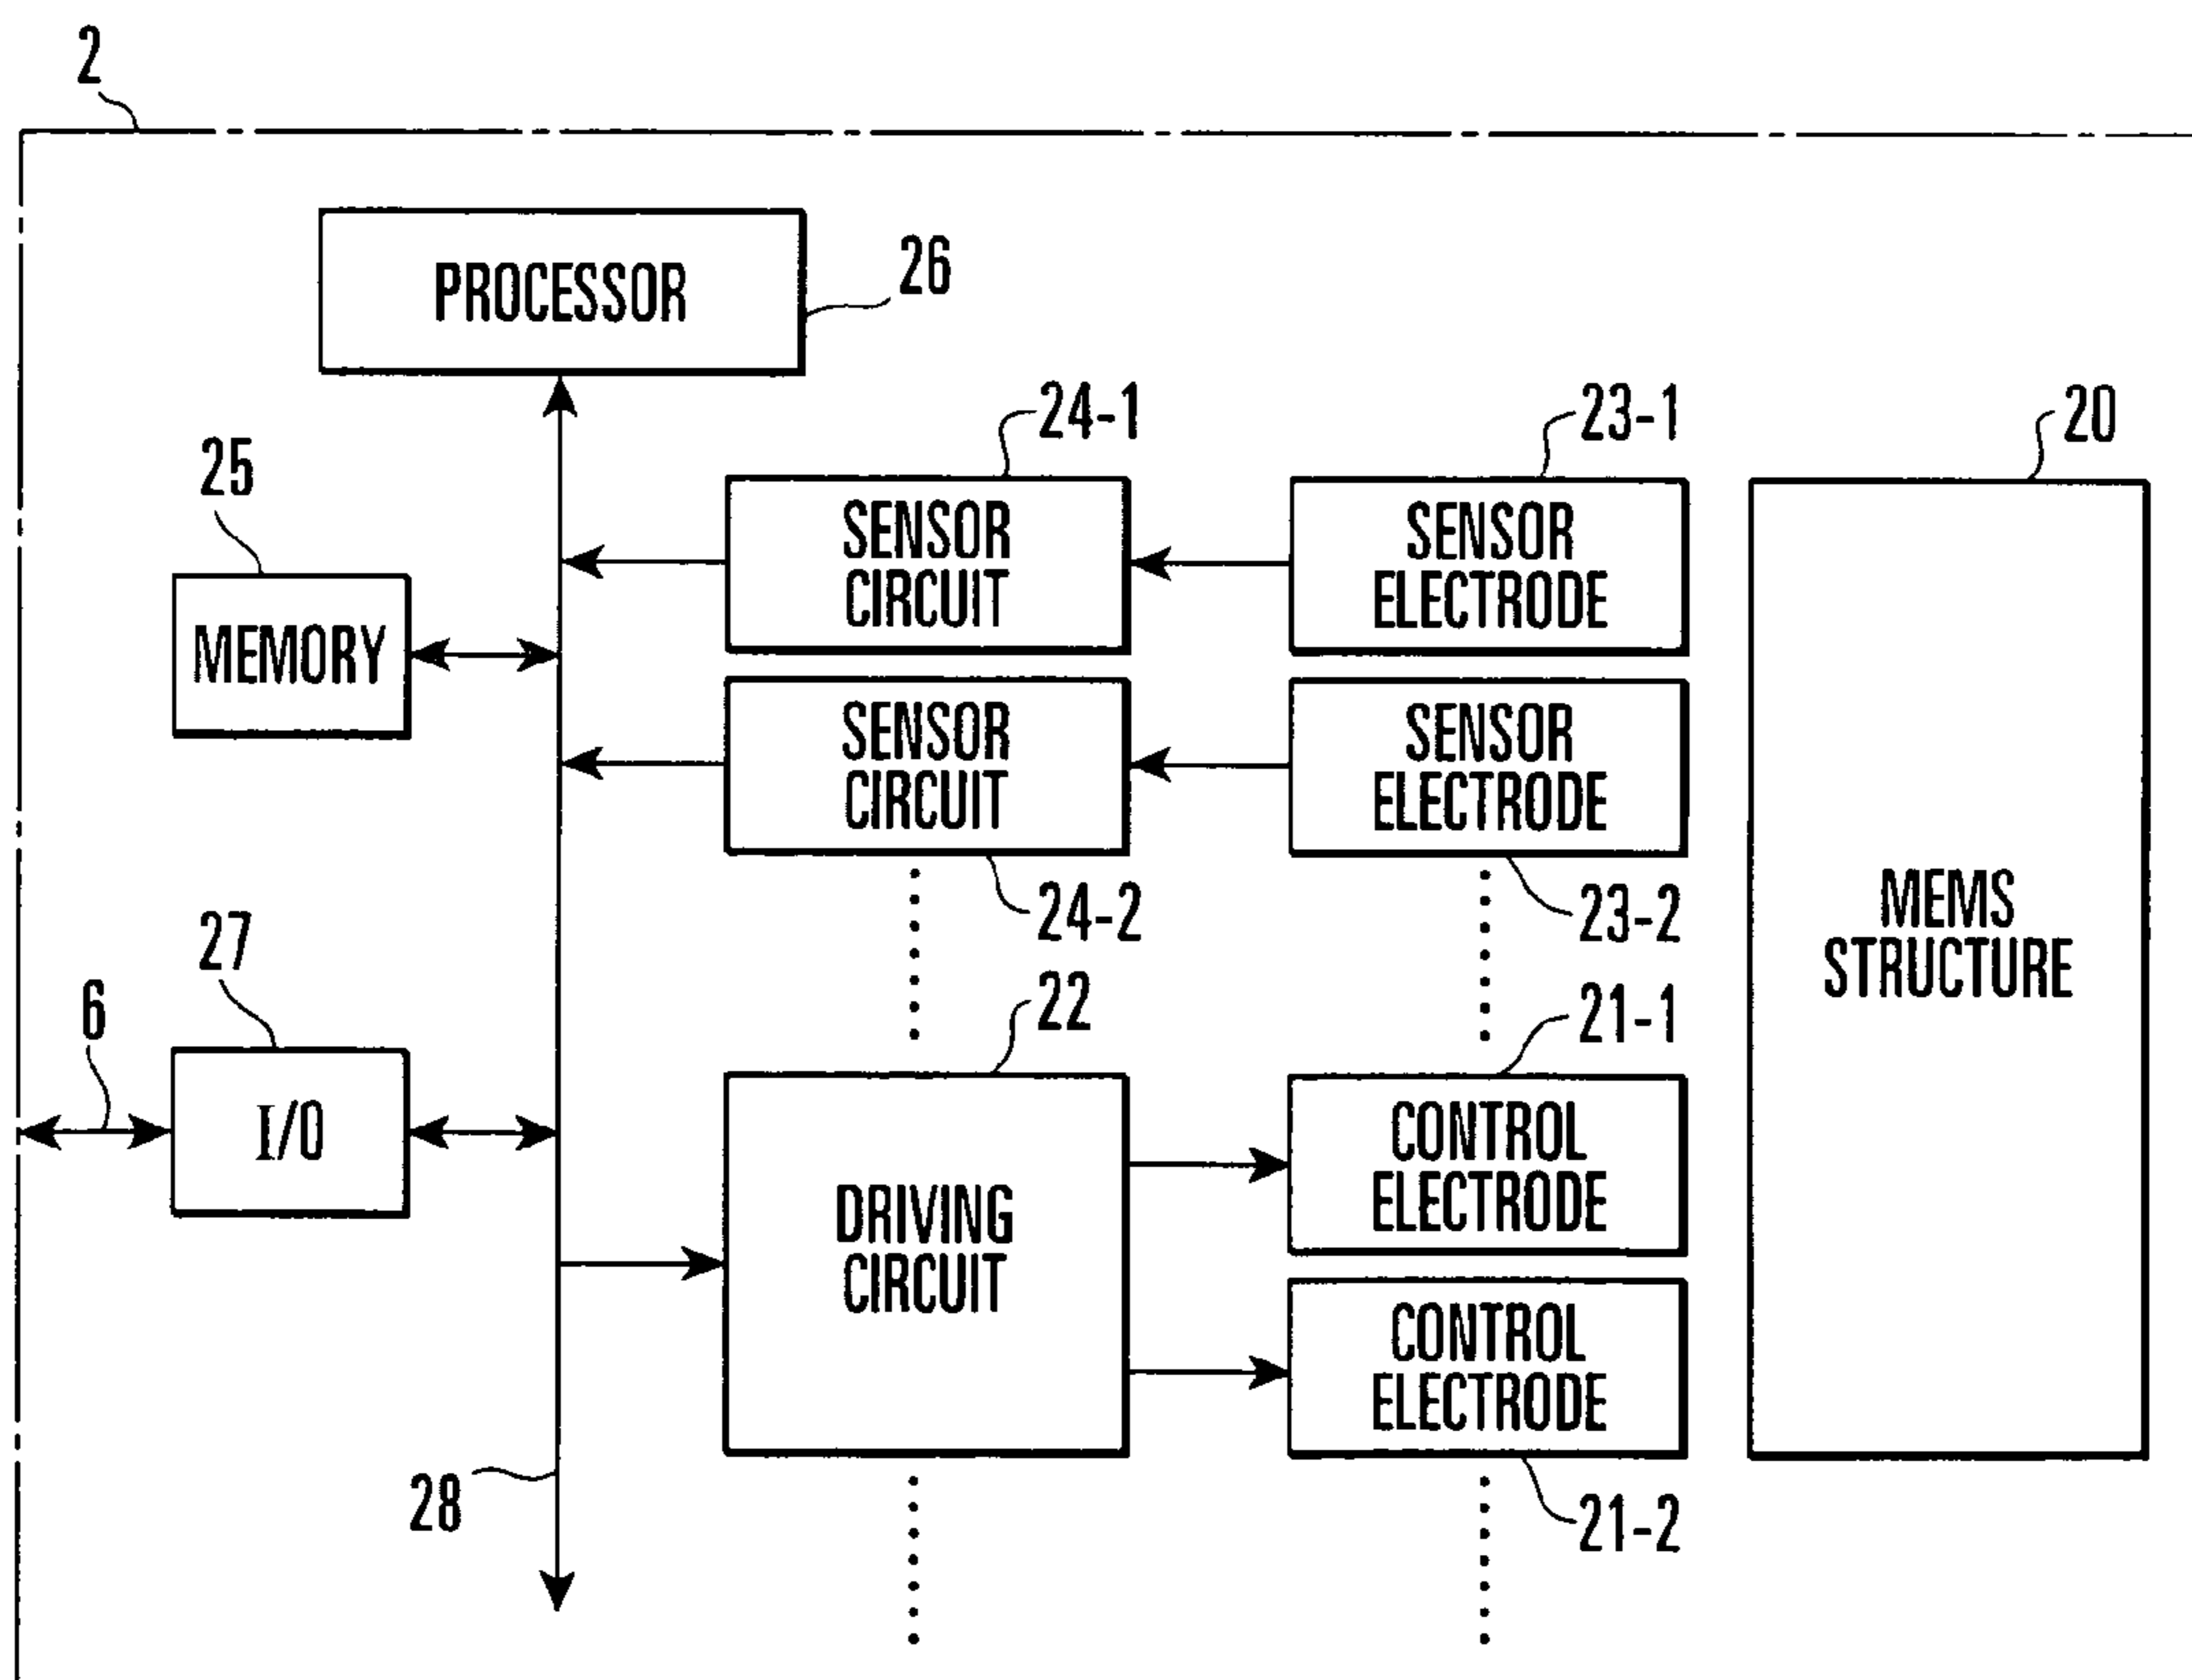 2
PROCESSOR
26
24-1
23-1
20
25
SENSOR
CIRCUIT
SENSOR
ELECTRODE
MEMORY
SENSOR
CIRCUIT
SENSOR
ELECTRODE
24-2
23-2
MEMS
STRUCTURE
27
6
22
21-1
I/O
CONTROL
ELECTRODE
DRIVING
CIRCUIT
CONTROL
ELECTRODE
28
21-2